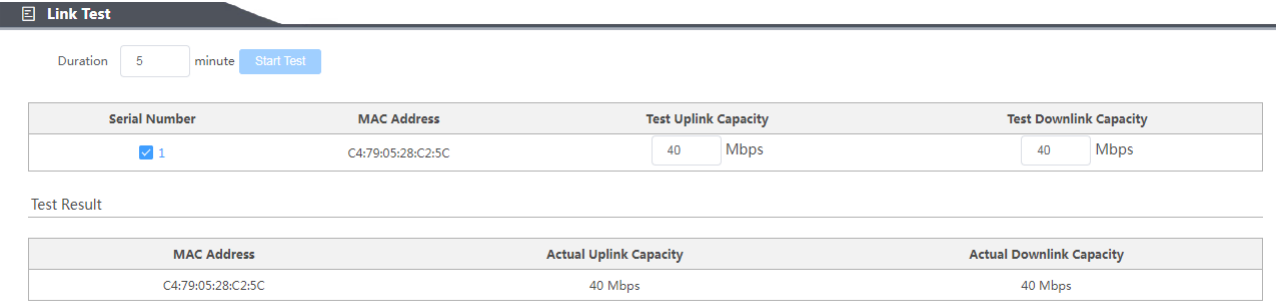 Link Test
Duration 5 minute Start Test
Serial Number MAC Address Test Uplink Capacity Test Downlink Capacity
1 C4:79:05:28:C2:5C 40 Mbps 40 Mbps
Test Result
MAC Address Actual Uplink Capacity Actual Downlink Capacity
C4:79:05:28:C2:5C 40 Mbps 40 Mbps